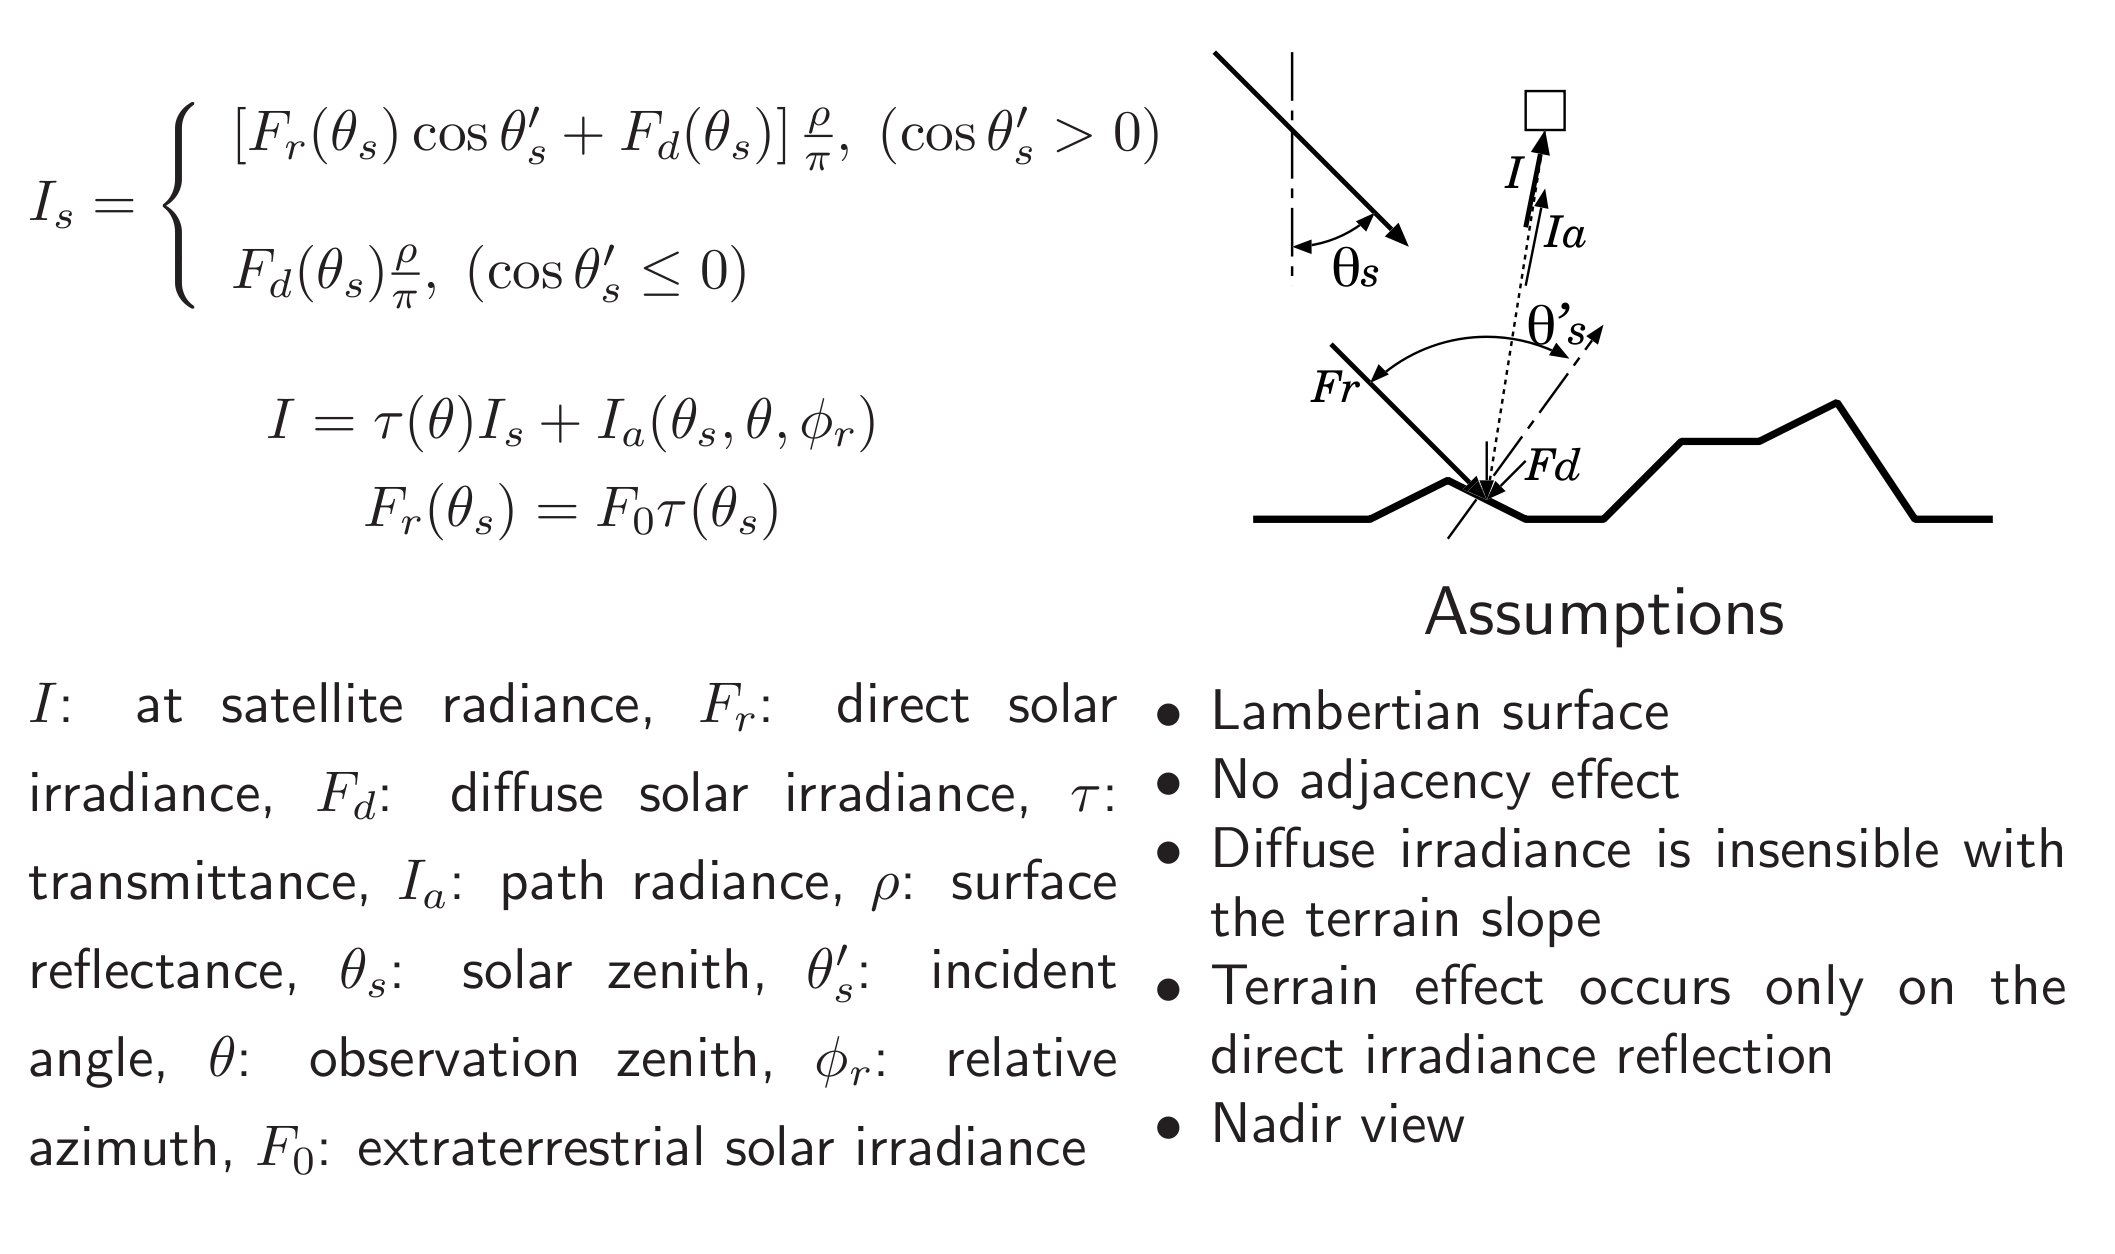 I_s = { [F_r(θ_s) cos θ′_s + F_d(θ_s)] ρ/π, (cos θ′_s > 0)
F_d(θ_s) ρ/π, (cos θ′_s ≤ 0)
I = τ(θ)I_s + I_a(θ_s, θ, φ_r)
F_r(θ_s) = F_0 τ(θ_s)
I: at satellite radiance, F_r: direct solar
irradiance, F_d: diffuse solar irradiance, τ:
transmittance, I_a: path radiance, ρ: surface
reflectance, θ_s: solar zenith, θ′_s: incident
angle, θ: observation zenith, φ_r: relative
azimuth, F_0: extraterrestrial solar irradiance
I
Ia
θs
θ's
Fr
Fd
Assumptions
• Lambertian surface
• No adjacency effect
• Diffuse irradiance is insensible with
the terrain slope
• Terrain effect occurs only on the
direct irradiance reflection
• Nadir view